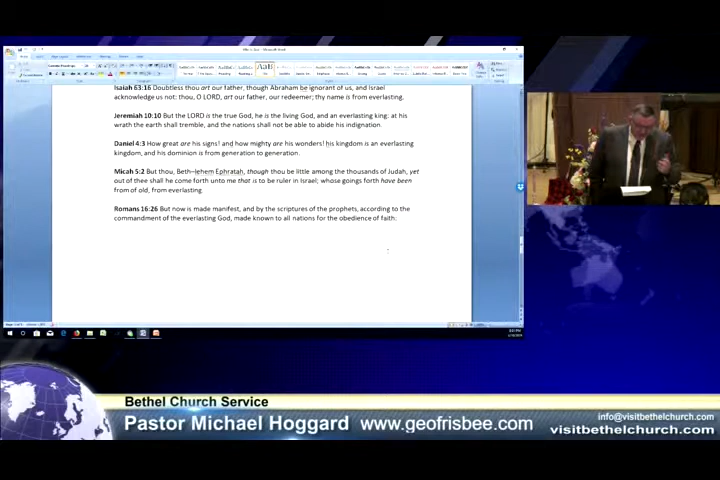 Isaiah 63:16 Doubtless thou art our father, though Abraham be ignorant of us, and Israel
acknowledge us not: thou, O LORD, art our father, our redeemer; thy name is from everlasting.
Jeremiah 10:10 But the LORD is the true God, he is the living God, and an everlasting king: at his
wrath the earth shall tremble, and the nations shall not be able to abide his indignation.
Daniel 4:3 How great are his signs! and how mighty are his wonders! his kingdom is an everlasting
kingdom, and his dominion is from generation to generation.
Micah 5:2 But thou, Beth–lehem Ephratah, though thou be little among the thousands of Judah, yet
out of thee shall he come forth unto me that is to be ruler in Israel; whose goings forth have been
from of old, from everlasting.
Romans 16:26 But now is made manifest, and by the scriptures of the prophets, according to the
commandment of the everlasting God, made known to all nations for the obedience of faith:
Bethel Church Service
Pastor Michael Hoggard www.geofrisbee.com
info@visitbethelchurch.com
visitbethelchurch.com